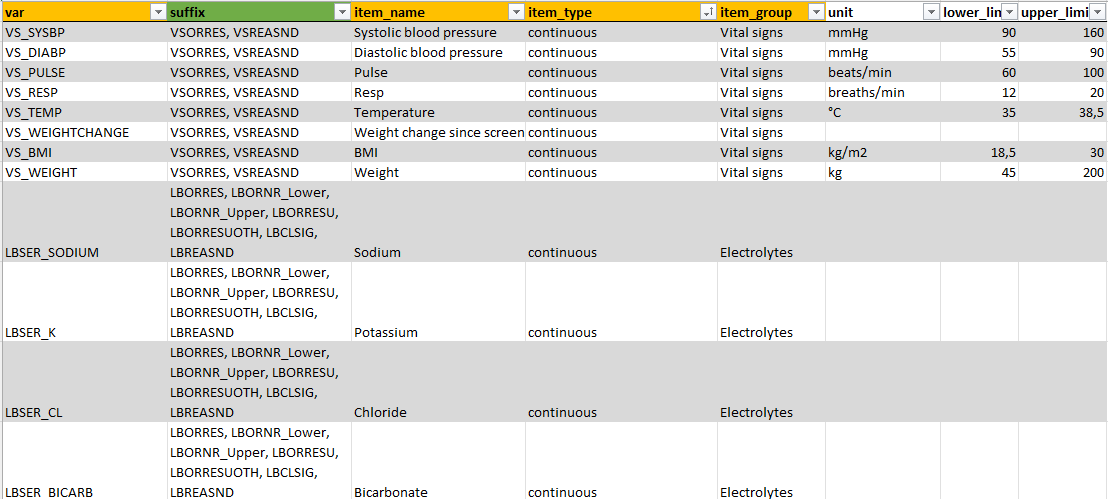 var suffix item_name item_type item_group unit lower_lin upper_limi
VS_SYSBP VSORRES, VSREASND Systolic blood pressure continuous Vital signs mmHg 90 160
VS_DIABP VSORRES, VSREASND Diastolic blood pressure continuous Vital signs mmHg 55 90
VS_PULSE VSORRES, VSREASND Pulse continuous Vital signs beats/min 60 100
VS_RESP VSORRES, VSREASND Resp continuous Vital signs breaths/min 12 20
VS_TEMP VSORRES, VSREASND Temperature continuous Vital signs °C 35 38,5
VS_WEIGHTCHANGE VSORRES, VSREASND Weight change since screen continuous Vital signs
VS_BMI VSORRES, VSREASND BMI continuous Vital signs kg/m2 18,5 30
VS_WEIGHT VSORRES, VSREASND Weight continuous Vital signs kg 45 200
LBORRES, LBORNR_Lower,
LBORNR_Upper, LBORRESU,
LBORRESUOTH, LBCLSIG,
LBSER_SODIUM LBREASND Sodium continuous Electrolytes
LBORRES, LBORNR_Lower,
LBORNR_Upper, LBORRESU,
LBORRESUOTH, LBCLSIG,
LBSER_K LBREASND Potassium continuous Electrolytes
LBORRES, LBORNR_Lower,
LBORNR_Upper, LBORRESU,
LBORRESUOTH, LBCLSIG,
LBSER_CL LBREASND Chloride continuous Electrolytes
LBORRES, LBORNR_Lower,
LBORNR_Upper, LBORRESU,
LBORRESUOTH, LBCLSIG,
LBSER_BICARB LBREASND Bicarbonate continuous Electrolytes